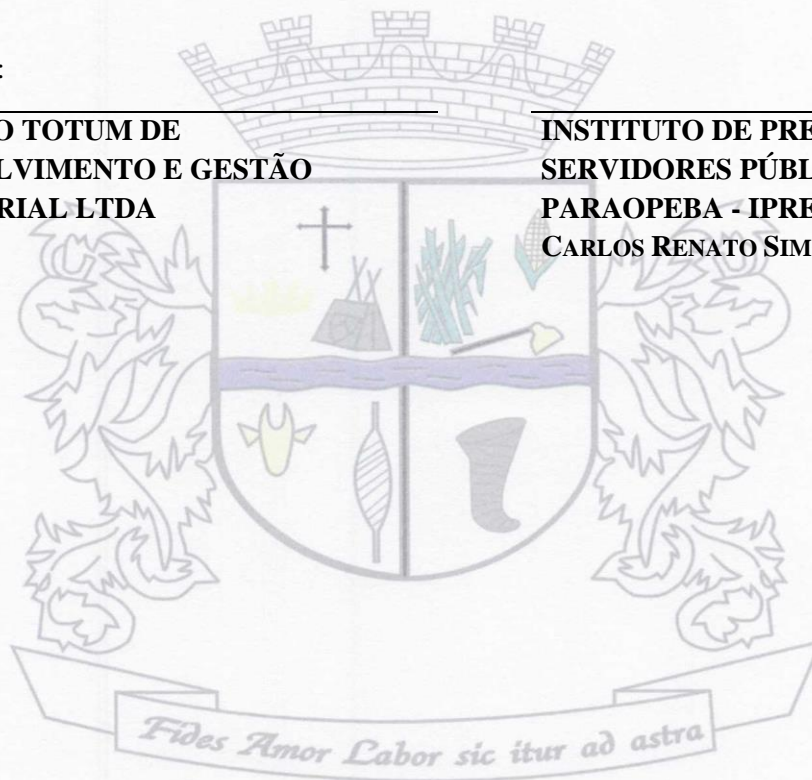 :
O TOTUM DE
LVIMENTO E GESTÃO
RIAL LTDA
INSTITUTO DE PRE
SERVIDORES PÚBL
PARAOPEBA - IPRE
CARLOS RENATO SIM
Fides Amor Labor sic itur ad astra